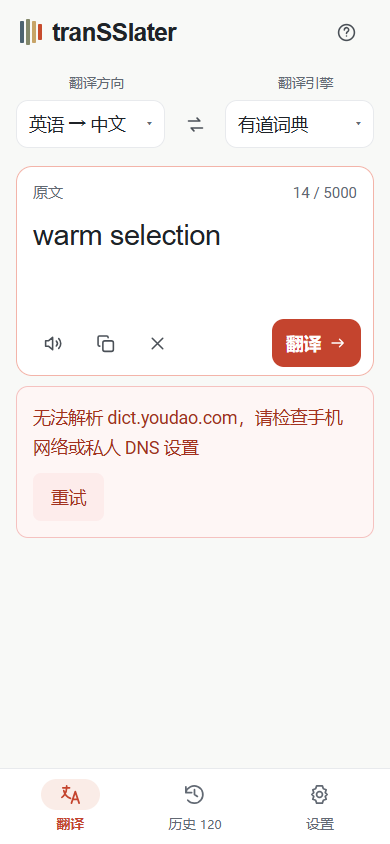 tranSSlater
翻译方向
翻译引擎
英语 → 中文
有道词典
原文
14 / 5000
warm selection
翻译 →
无法解析 dict.youdao.com，请检查手机
网络或私人 DNS 设置
重试
翻译
历史 120
设置